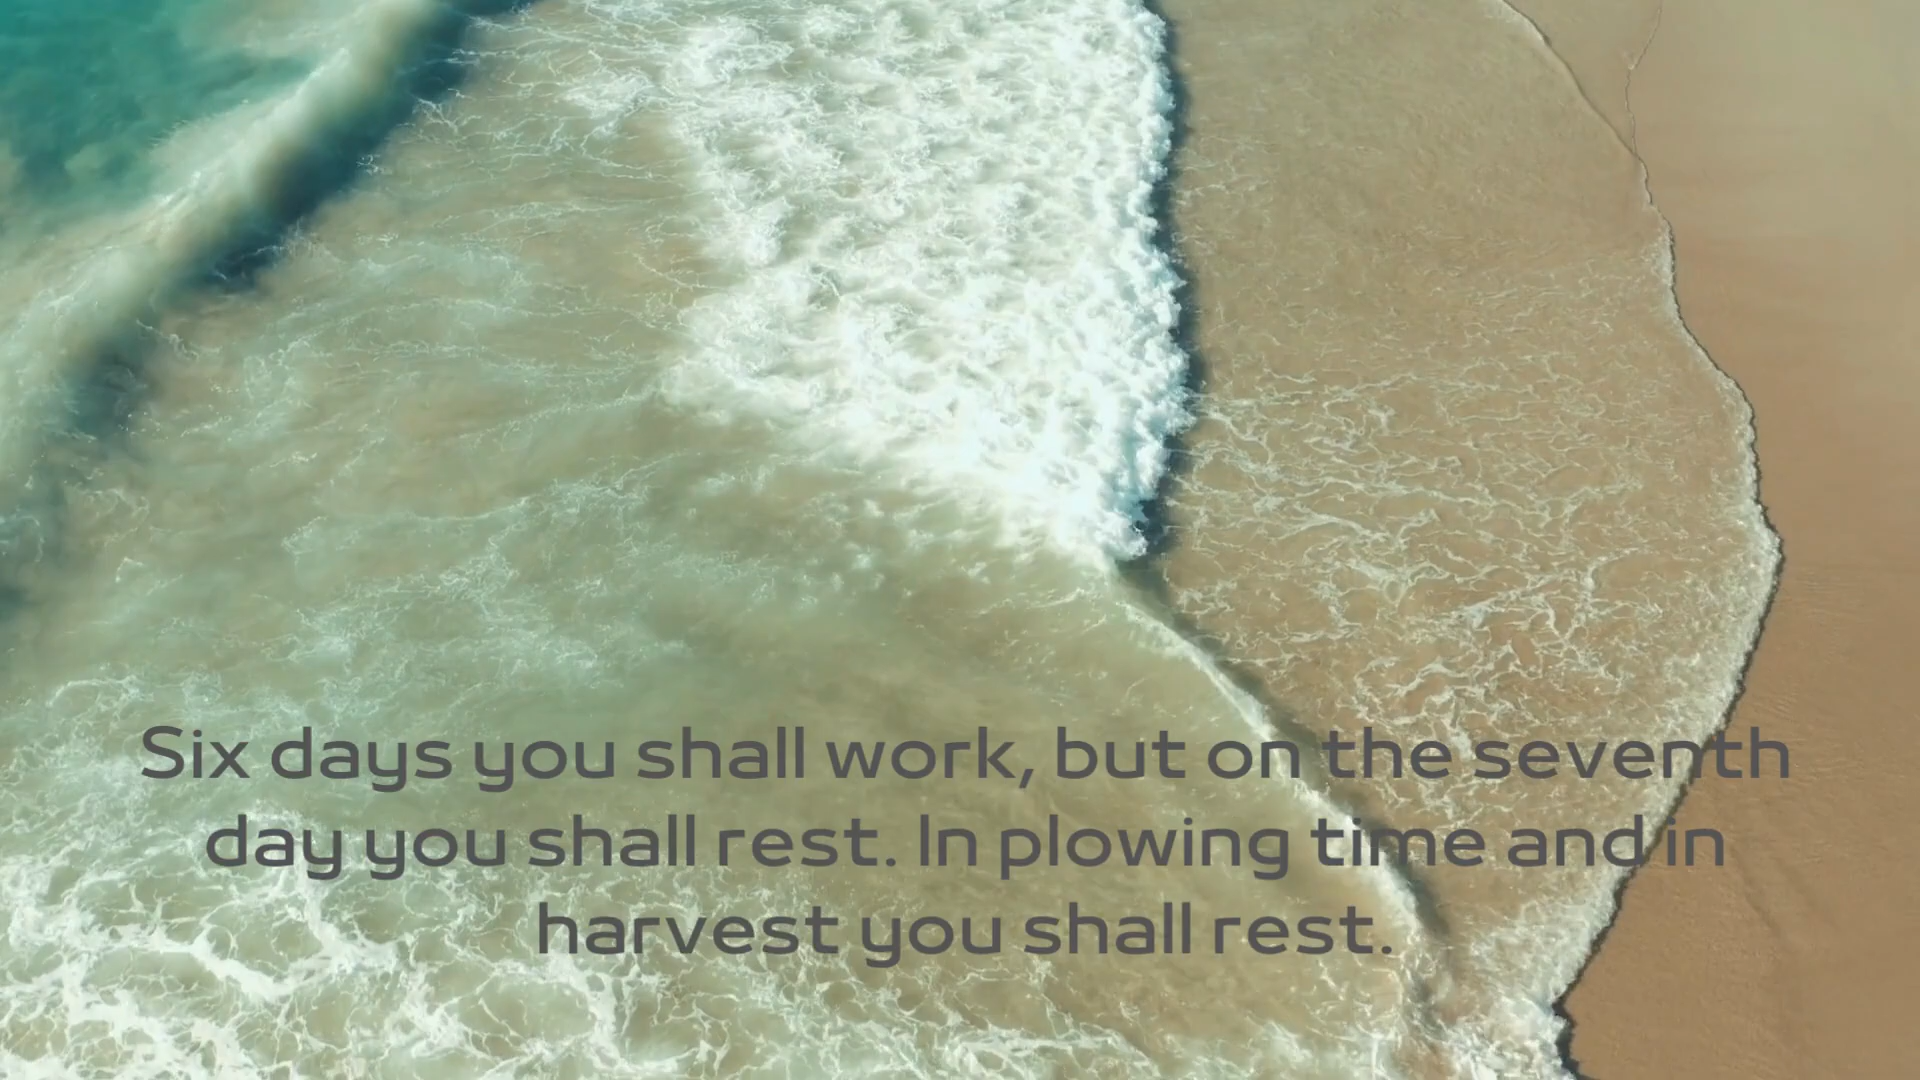 Six days you shall work, but on the seventh
day you shall rest. In plowing time and in
harvest you shall rest.